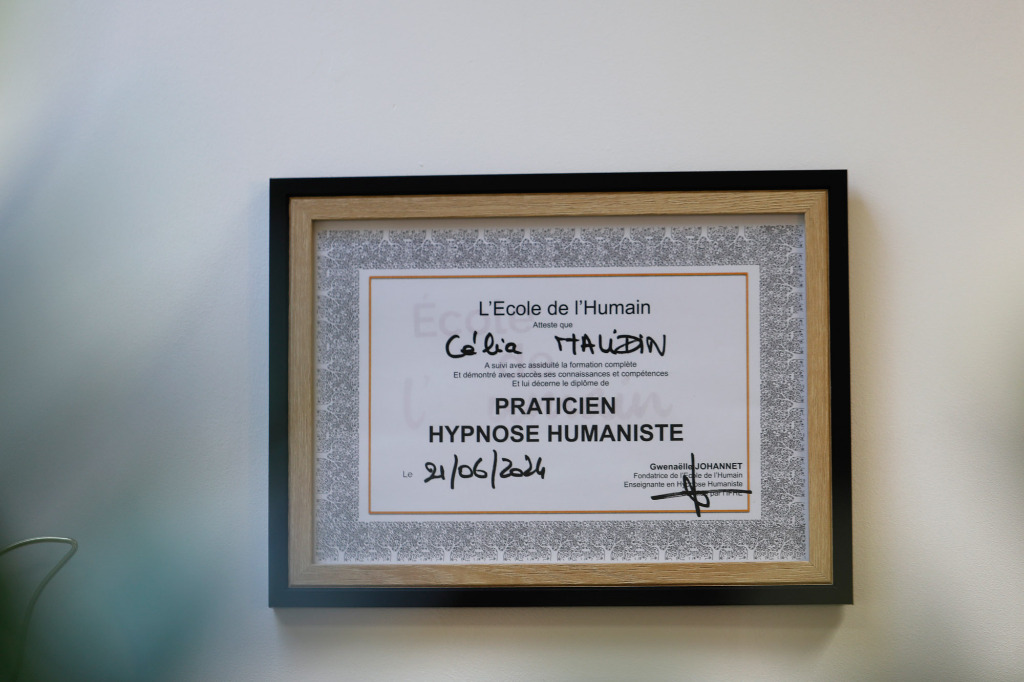 L'Ecole de l'Humain
Atteste que
Célia MALIDIN
A suivi avec assiduité la formation complète
Et démontré avec succès ses connaissances et compétences
Et lui décerne le diplôme de
PRATICIEN
HYPNOSE HUMANISTE
Le 21/06/2024
Gwenaëlle JOHANNET
Fondatrice de l'Ecole de l'Humain
Enseignante en Hypnose Humaniste
par l'IFHE